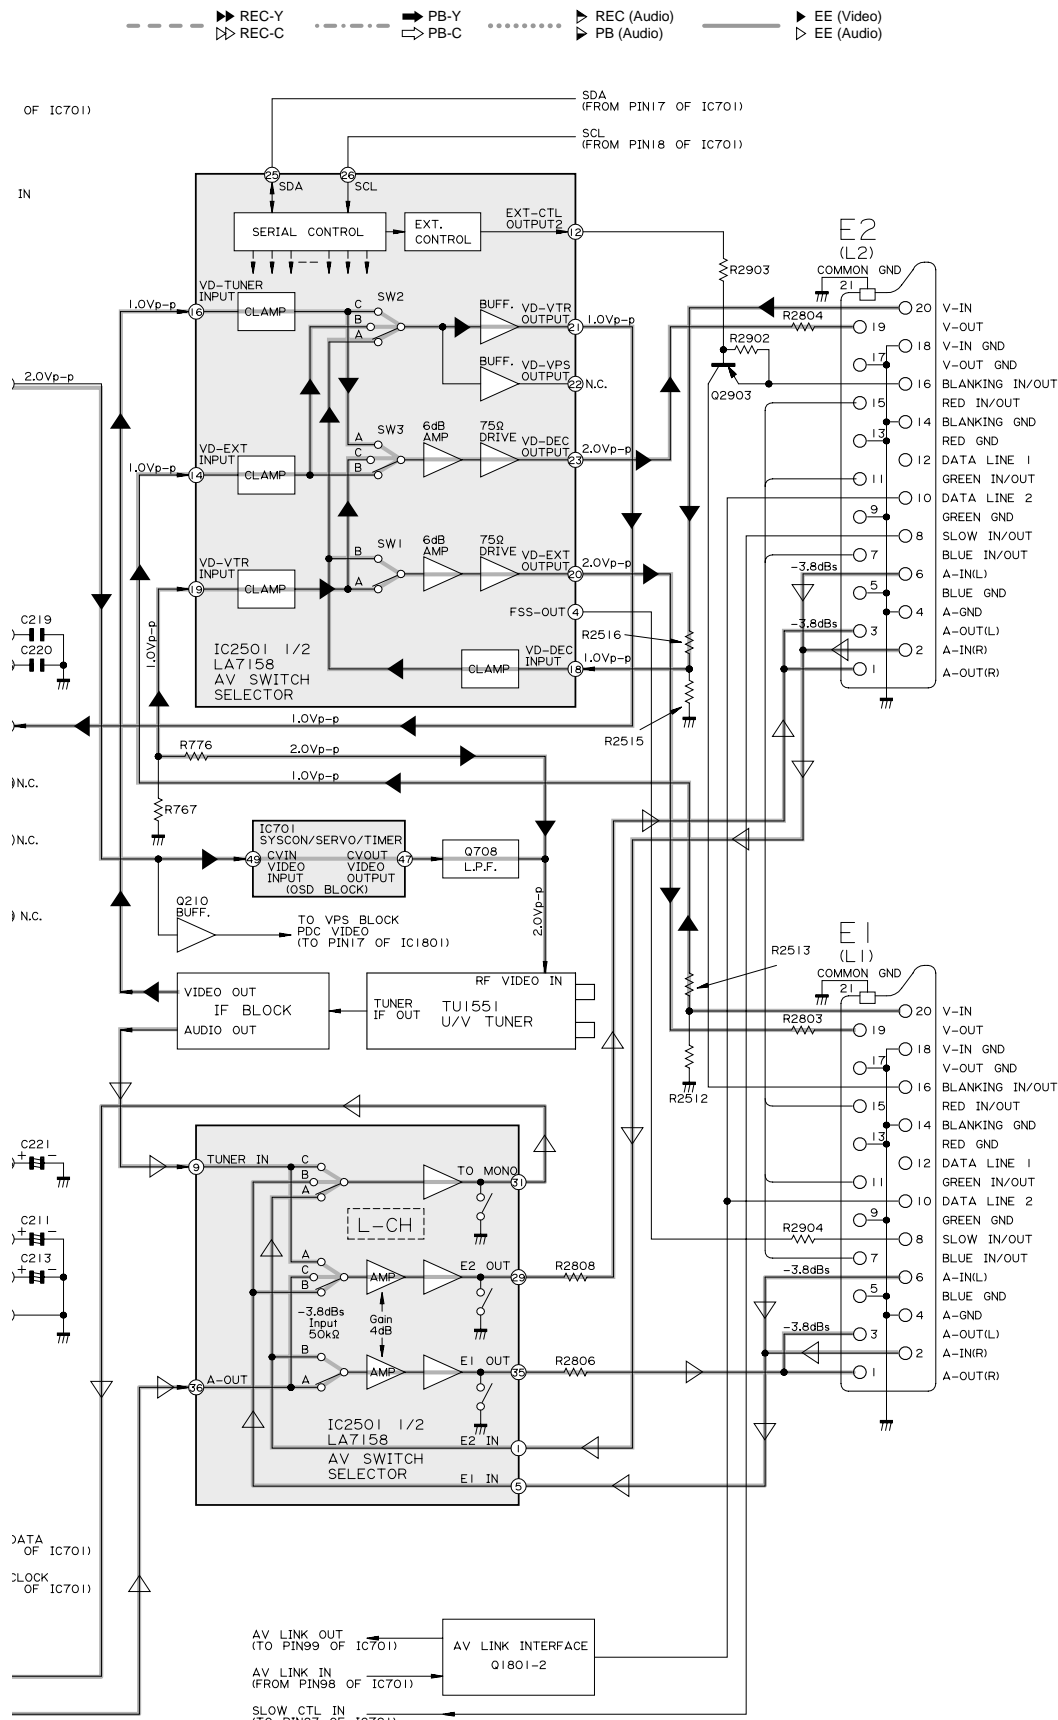 REC-Y
REC-C
PB-Y
PB-C
REC (Audio)
PB (Audio)
EE (Video)
EE (Audio)
OF IC701)
SDA
(FROM PIN17 OF IC701)
SCL
(FROM PIN18 OF IC701)
IN
25
SDA
26
SCL
SERIAL CONTROL
EXT.
CONTROL
EXT-CTL
OUTPUT2
12
R2903
E2
(L2)
COMMON GND
21
VD-TUNER
INPUT
1.0Vp-p
16
CLAMP
C
B
A
SW2
BUFF.
VD-VTR
OUTPUT
21
1.0Vp-p
BUFF.
VD-VPS
OUTPUT
22
N.C.
R2804
R2902
Q2903
20 V-IN
19 V-OUT
18 V-IN GND
17 V-OUT GND
16 BLANKING IN/OUT
15 RED IN/OUT
14 BLANKING GND
13 RED GND
12 DATA LINE 1
11 GREEN IN/OUT
10 DATA LINE 2
9 GREEN GND
8 SLOW IN/OUT
7 BLUE IN/OUT
-3.8dBs
6 A-IN(L)
5 BLUE GND
4 A-GND
-3.8dBs
3 A-OUT(L)
2 A-IN(R)
1 A-OUT(R)
2.0Vp-p
VD-EXT
INPUT
1.0Vp-p
14
CLAMP
A
C
B
SW3
6dB
AMP
75Ω
DRIVE
VD-DEC
OUTPUT
23
2.0Vp-p
VD-VTR
INPUT
19
CLAMP
B
A
SW1
6dB
AMP
75Ω
DRIVE
VD-EXT
OUTPUT
20
2.0Vp-p
FSS-OUT
4
C219
C220
1.0Vp-p
IC2501 1/2
LA7158
AV SWITCH
SELECTOR
CLAMP
VD-DEC
INPUT
18
1.0Vp-p
R2516
R2515
1.0Vp-p
R776
2.0Vp-p
1.0Vp-p
)N.C.
R767
)N.C.
IC701
SYSCON/SERVO/TIMER
49
CVIN
VIDEO
INPUT
CVOUT
VIDEO
OUTPUT
47
(OSD BLOCK)
Q708
L.P.F.
Q210
BUFF.
TO VPS BLOCK
PDC VIDEO
(TO PIN17 OF IC1801)
) N.C.
2.0Vp-p
RF VIDEO IN
VIDEO OUT
IF BLOCK
AUDIO OUT
TUNER
IF OUT
TU1551
U/V TUNER
R2513
R2512
E1
(L1)
COMMON GND
21
R2803
20 V-IN
19 V-OUT
18 V-IN GND
17 V-OUT GND
16 BLANKING IN/OUT
15 RED IN/OUT
14 BLANKING GND
13 RED GND
12 DATA LINE 1
11 GREEN IN/OUT
10 DATA LINE 2
9 GREEN GND
R2904
8 SLOW IN/OUT
7 BLUE IN/OUT
-3.8dBs
6 A-IN(L)
5 BLUE GND
4 A-GND
-3.8dBs
3 A-OUT(L)
2 A-IN(R)
1 A-OUT(R)
C221
C211
C213
9
TUNER IN
C
B
A
TO MONO
31
L-CH
A
C
B
AMP
E2 OUT
29
R2808
-3.8dBs
Input
50kΩ
Gain
4dB
B
A
AMP
E1 OUT
35
R2806
36
A-OUT
IC2501 1/2
LA7158
AV SWITCH
SELECTOR
E2 IN
1
E1 IN
5
DATA
OF IC701)
CLOCK
OF IC701)
AV LINK OUT
(TO PIN99 OF IC701)
AV LINK IN
(FROM PIN98 OF IC701)
AV LINK INTERFACE
Q1801-2
SLOW CTL IN